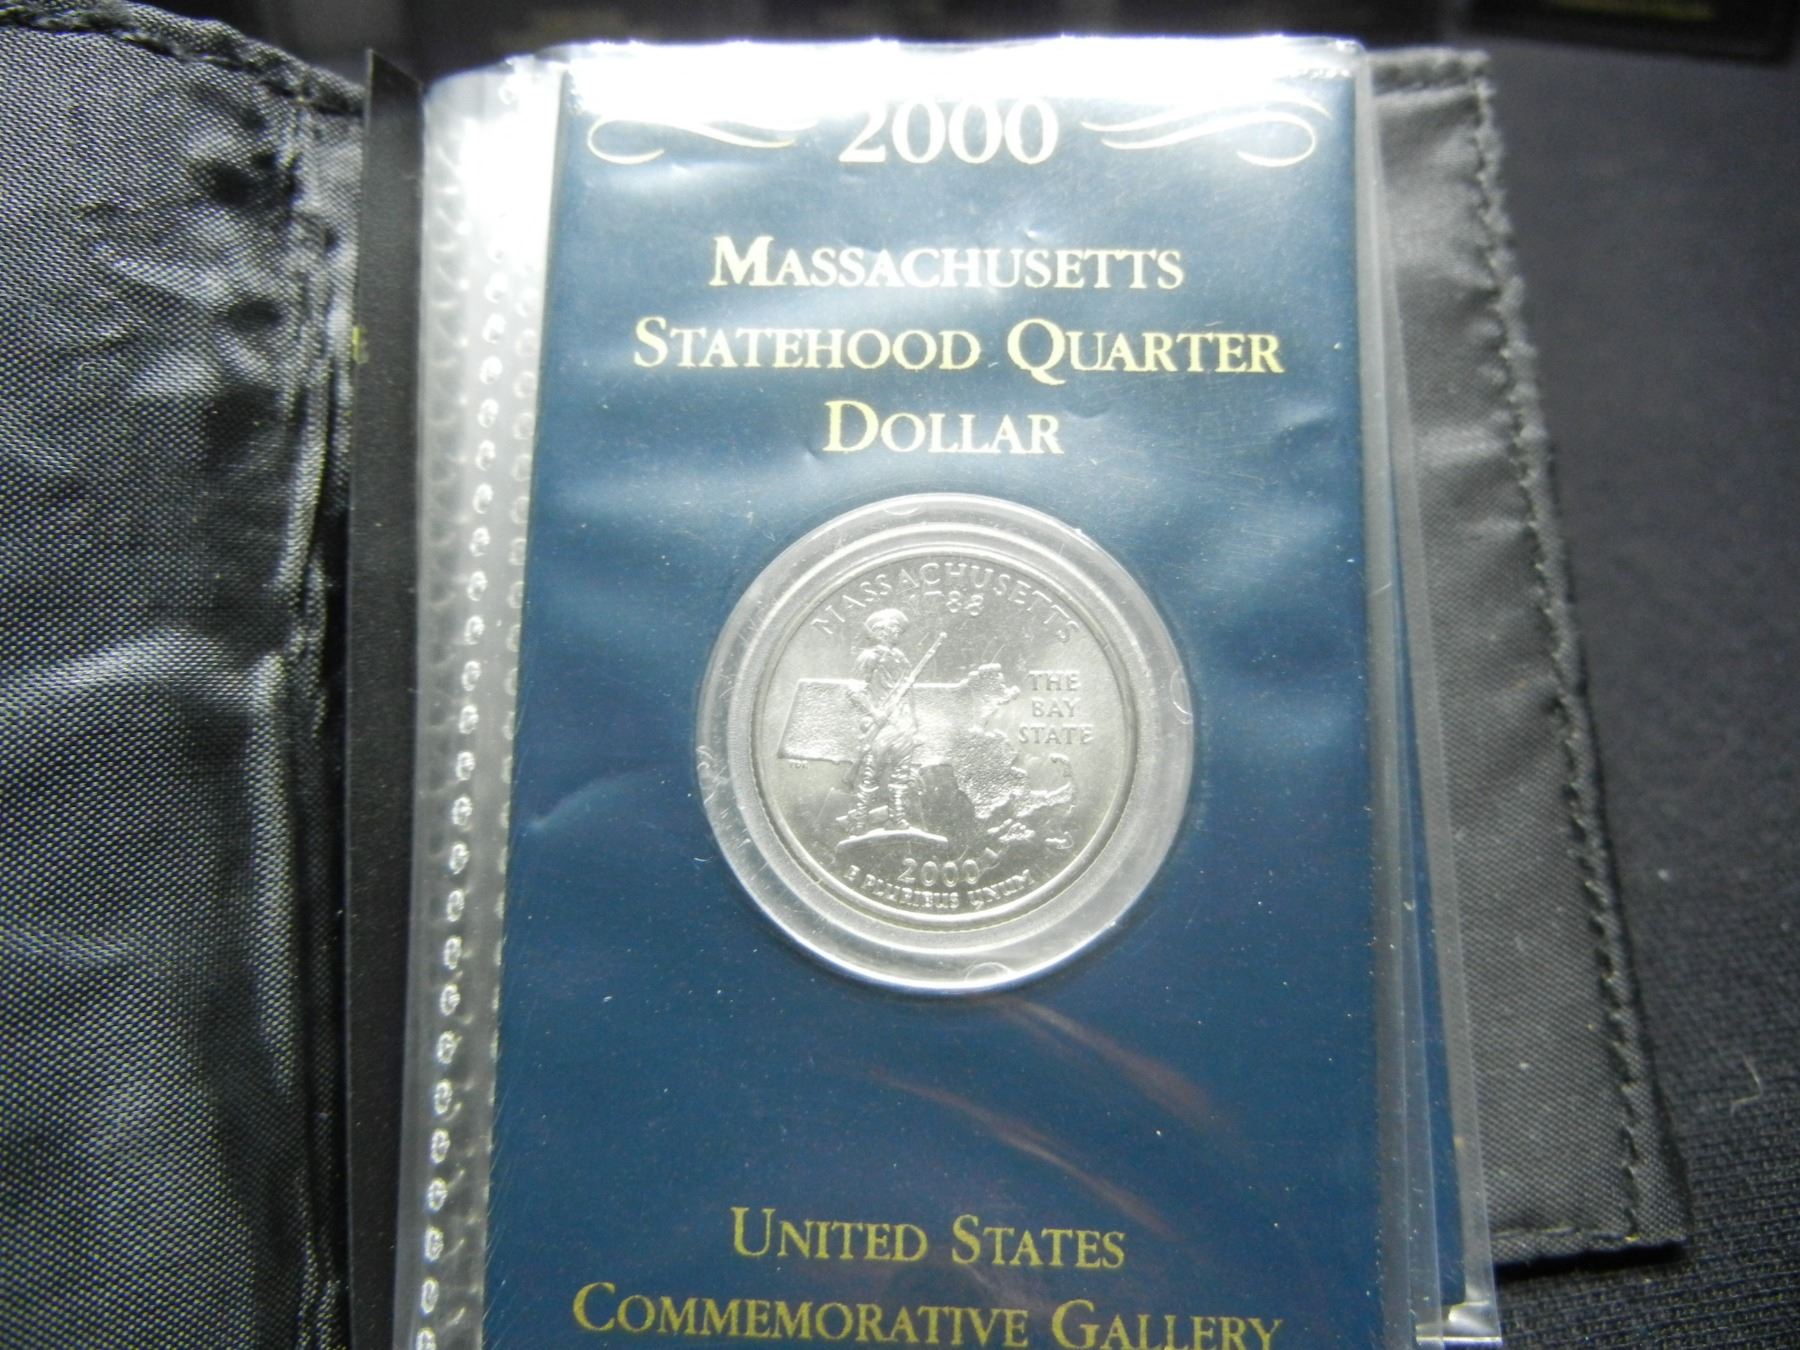 2000
MASSACHUSETTS
STATEHOOD QUARTER
DOLLAR
MASSACHUSETTS
1788
THE
BAY
STATE
2000
E PLURIBUS UNUM
UNITED STATES
COMMEMORATIVE GALLERY